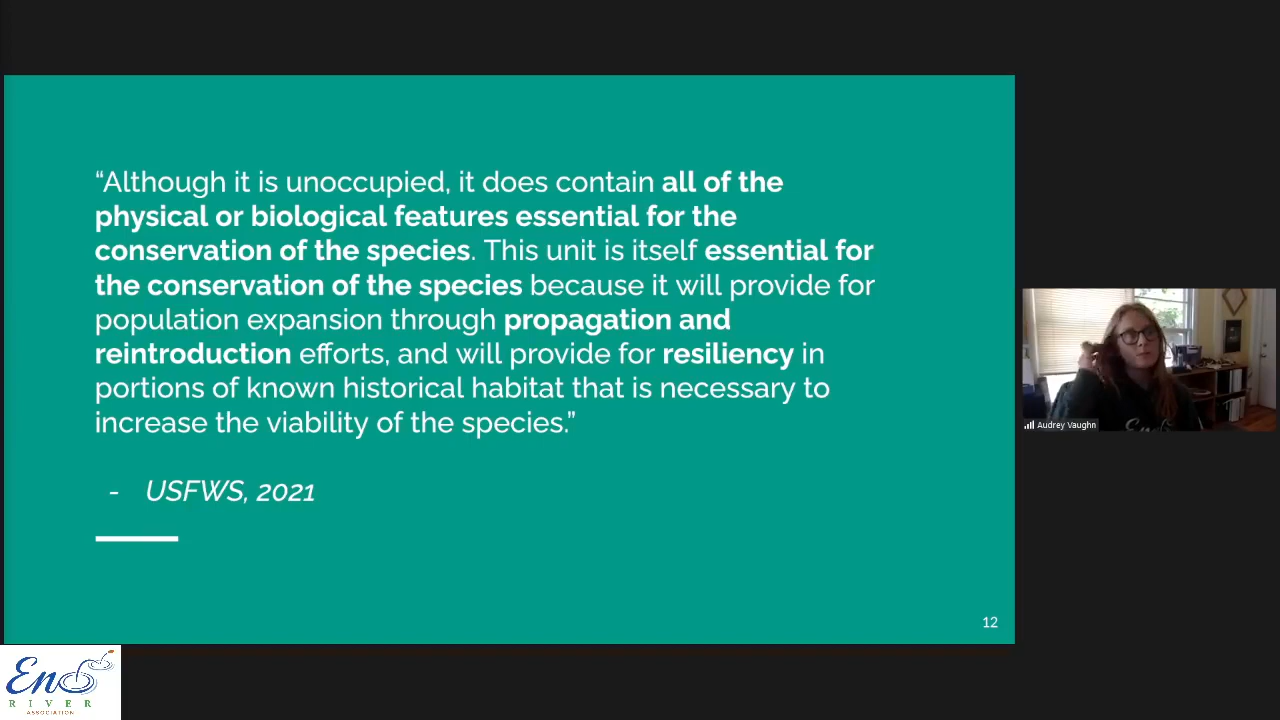 “Although it is unoccupied, it does contain all of the
physical or biological features essential for the
conservation of the species. This unit is itself essential for
the conservation of the species because it will provide for
population expansion through propagation and
reintroduction efforts, and will provide for resiliency in
portions of known historical habitat that is necessary to
increase the viability of the species.”
- USFWS, 2021
12
Audrey Vaughn
Eno
Eno
RIVER
ASSOCIATION